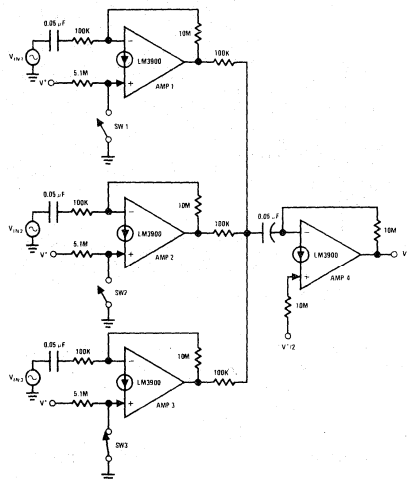 0.05 µF
100K
10M
V_IN1
−
LM3900
100K
V⁺
5.1M
+
AMP 1
SW 1
0.05 µF
100K
10M
V_IN2
−
LM3900
100K
0.05 µF
−
10M
V⁺
5.1M
+
AMP 2
LM3900
V
+
AMP 4
SW2
10M
V⁺/2
0.05 µF
100K
10M
V_IN3
−
LM3900
100K
V⁺
5.1M
+
AMP 3
SW3